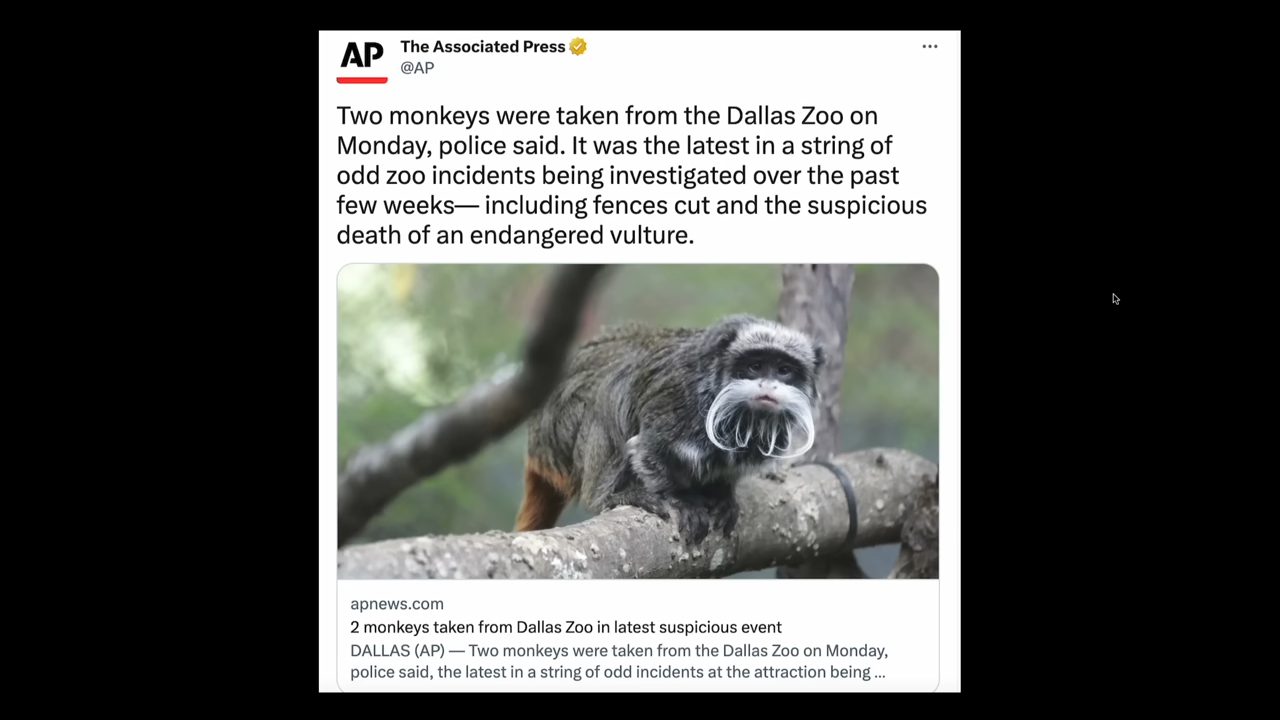 AP
The Associated Press
@AP
Two monkeys were taken from the Dallas Zoo on
Monday, police said. It was the latest in a string of
odd zoo incidents being investigated over the past
few weeks— including fences cut and the suspicious
death of an endangered vulture.
apnews.com
2 monkeys taken from Dallas Zoo in latest suspicious event
DALLAS (AP) — Two monkeys were taken from the Dallas Zoo on Monday,
police said, the latest in a string of odd incidents at the attraction being ...